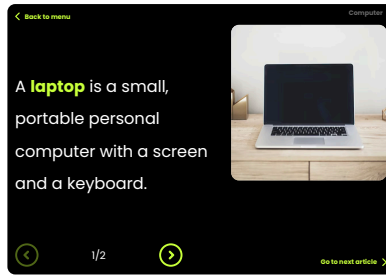 Back to menu
Computer
A laptop is a small,
portable personal
computer with a screen
and a keyboard.
1/2
Go to next article